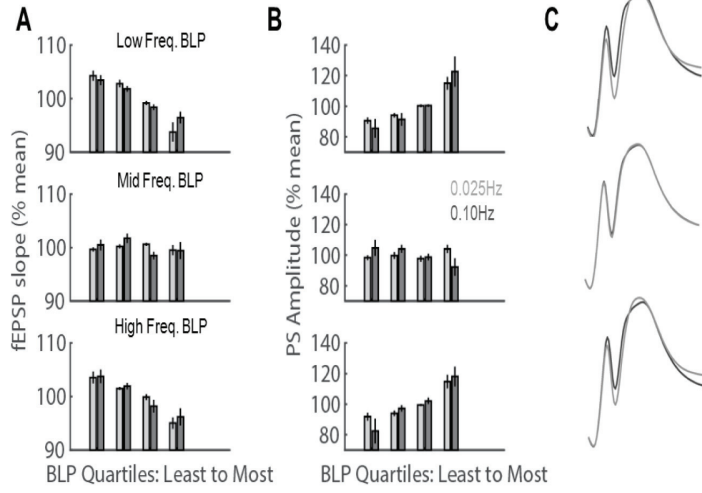 A
B
C
Low Freq. BLP
110
100
90
140
120
100
80
Mid Freq. BLP
110
100
90
0.025Hz
0.10Hz
140
120
100
80
High Freq. BLP
110
100
90
140
120
100
80
fEPSP slope (% mean)
PS Amplitude (% mean)
BLP Quartiles: Least to Most
BLP Quartiles: Least to Most